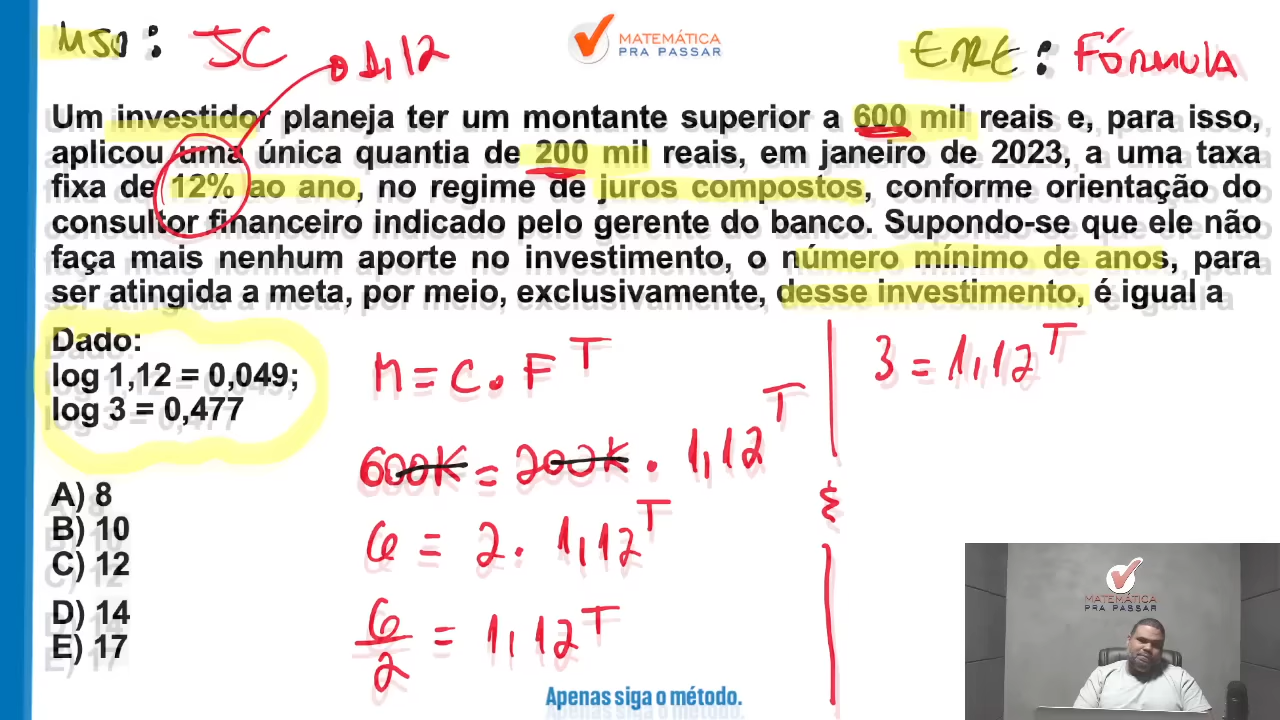 MSO : JC
1,12
MATEMÁTICA
PRA PASSAR
: FÓRMULA
Um investidor planeja ter um montante superior a 600 mil reais e, para isso,
aplicou uma única quantia de 200 mil reais, em janeiro de 2023, a uma taxa
fixa de 12% ao ano, no regime de juros compostos, conforme orientação do
consultor financeiro indicado pelo gerente do banco. Supondo-se que ele não
faça mais nenhum aporte no investimento, o número mínimo de anos, para
ser atingida a meta, por meio, exclusivamente, desse investimento, é igual a
Dado:
log 1,12 = 0,049;
log 3 = 0,477
A) 8
B) 10
C) 12
D) 14
E) 17
M = C . F^T
600K = 200K . 1,12^T
6 = 2 . 1,12^T
6/2 = 1,12^T
3 = 1,12^T
MATEMÁTICA
PRA PASSAR
Apenas siga o método.